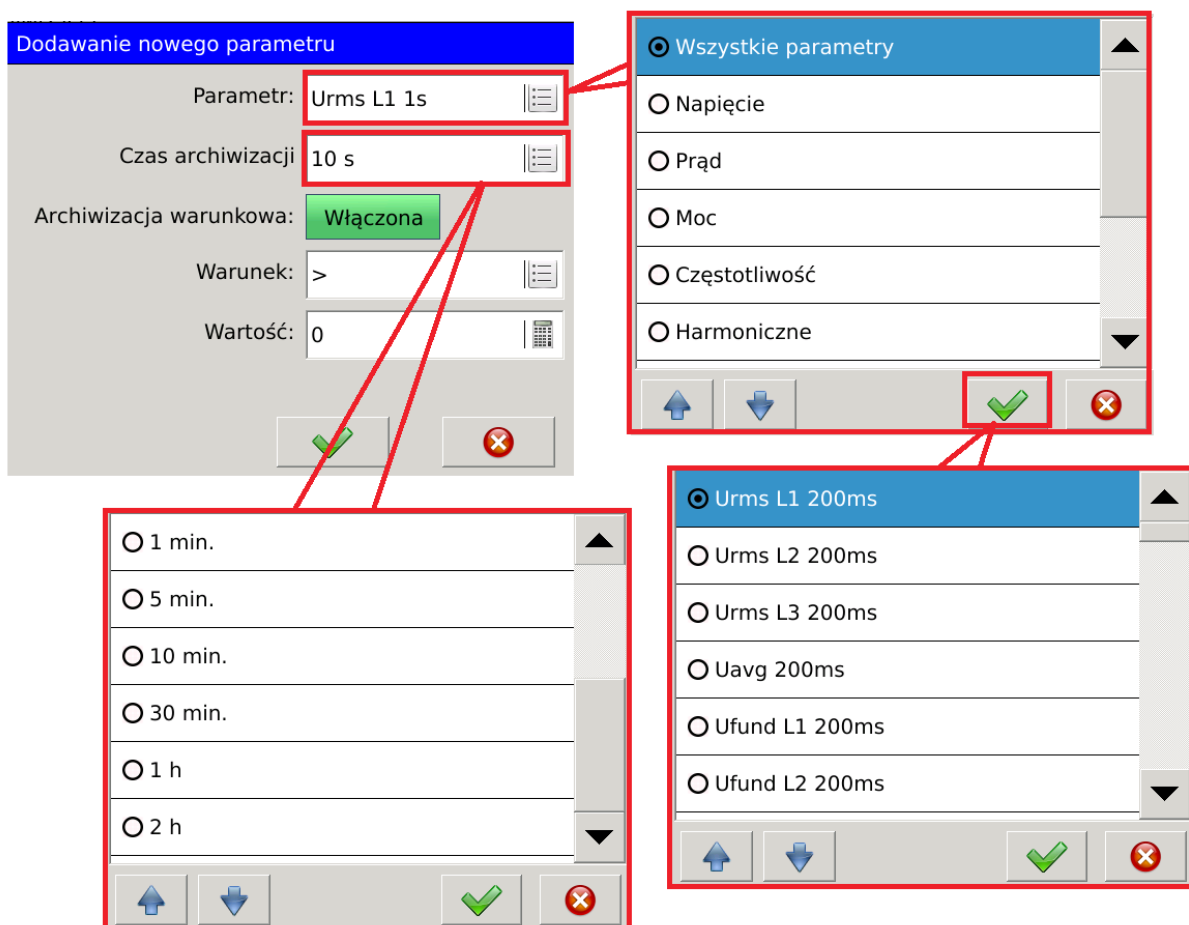 Dodawanie nowego parametru
Parametr: Urms L1 1s
Czas archiwizacji 10 s
Archiwizacja warunkowa: Włączona
Warunek: >
Wartość: 0
Wszystkie parametry
Napięcie
Prąd
Moc
Częstotliwość
Harmoniczne
1 min.
5 min.
10 min.
30 min.
1 h
2 h
Urms L1 200ms
Urms L2 200ms
Urms L3 200ms
Uavg 200ms
Ufund L1 200ms
Ufund L2 200ms